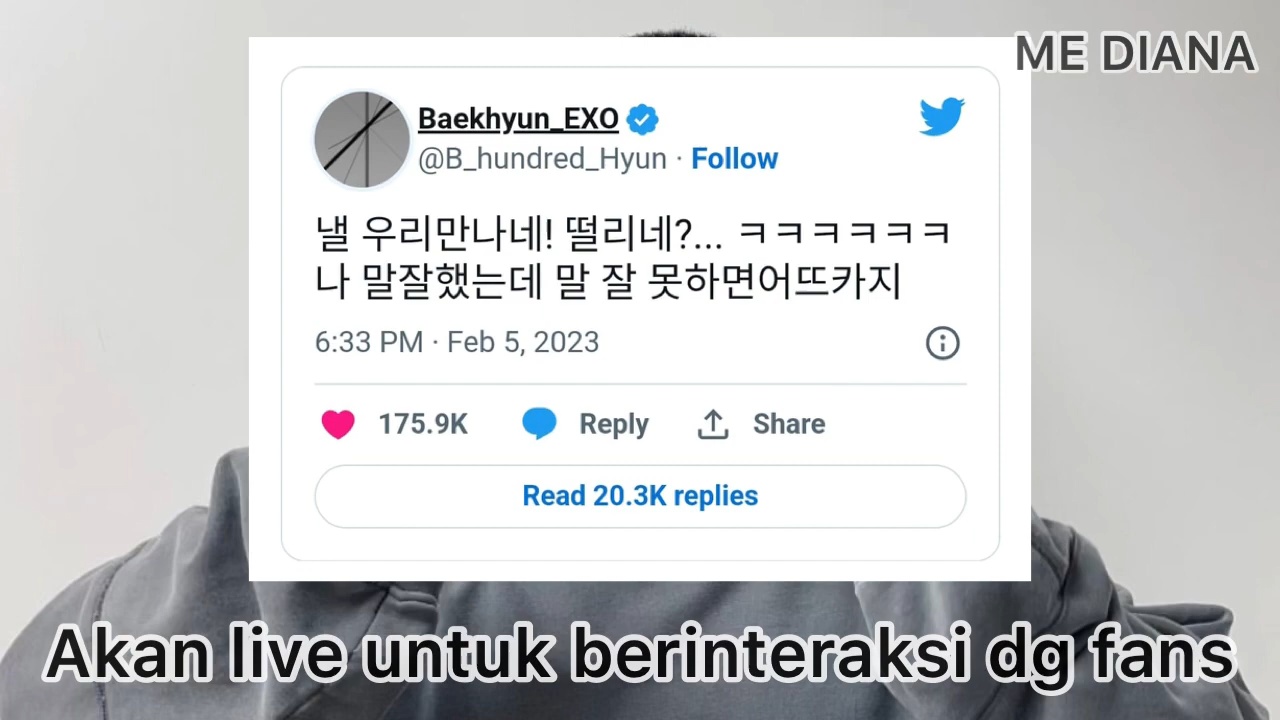 ME DIANA
Baekhyun_EXO
@B_hundred_Hyun · Follow
낼 우리만나네! 떨리네?... ㅋㅋㅋㅋㅋㅋ
나 말잘했는데 말 잘 못하면어뜨카지
6:33 PM · Feb 5, 2023
175.9K Reply Share
Read 20.3K replies
Akan live untuk berinteraksi dg fans